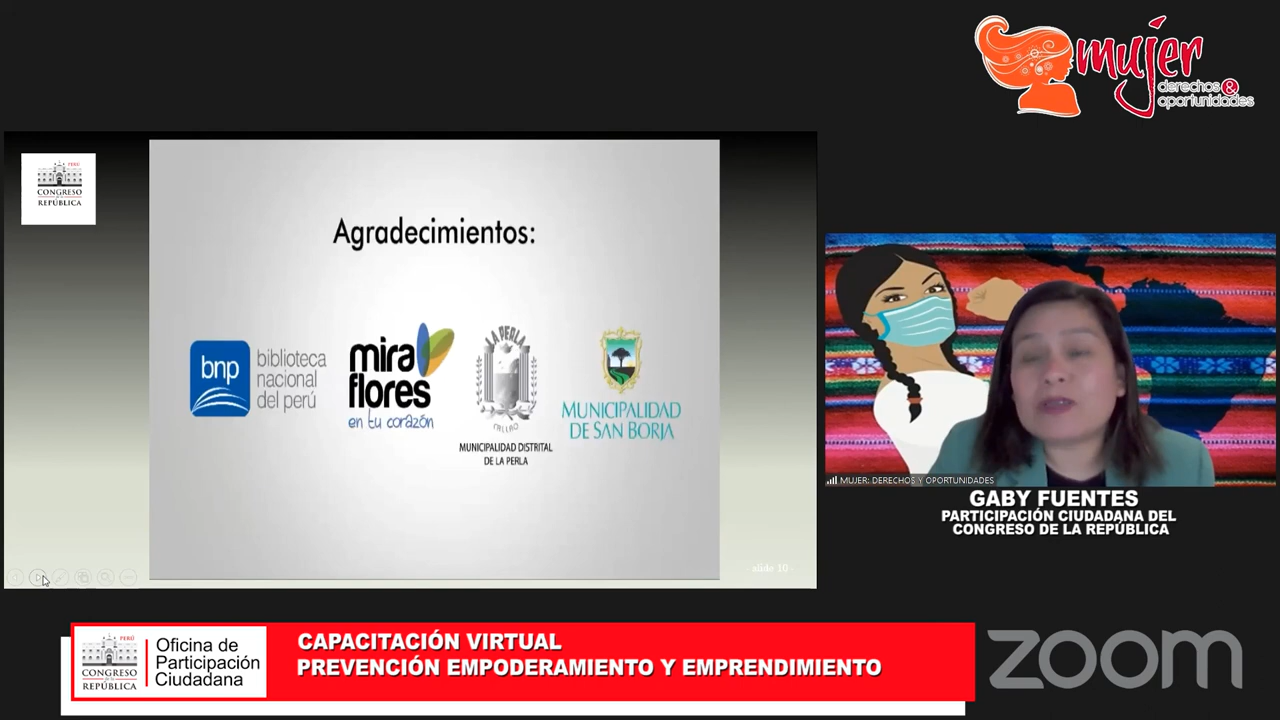 mujer
derechos &
oportunidades
PERÚ
CONGRESO
REPÚBLICA
Agradecimientos:
bnp
biblioteca
nacional
del perú
mira
flores
en tu corazón
LA PERLA
MUNICIPALIDAD DISTRITAL
DE LA PERLA
MUNICIPALIDAD
DE SAN BORJA
- slide 10 -
MUJER: DERECHOS Y OPORTUNIDADES
GABY FUENTES
PARTICIPACIÓN CIUDADANA DEL
CONGRESO DE LA REPÚBLICA
PERÚ
CONGRESO
REPÚBLICA
Oficina de
Participación
Ciudadana
CAPACITACIÓN VIRTUAL
PREVENCIÓN EMPODERAMIENTO Y EMPRENDIMIENTO
zoom